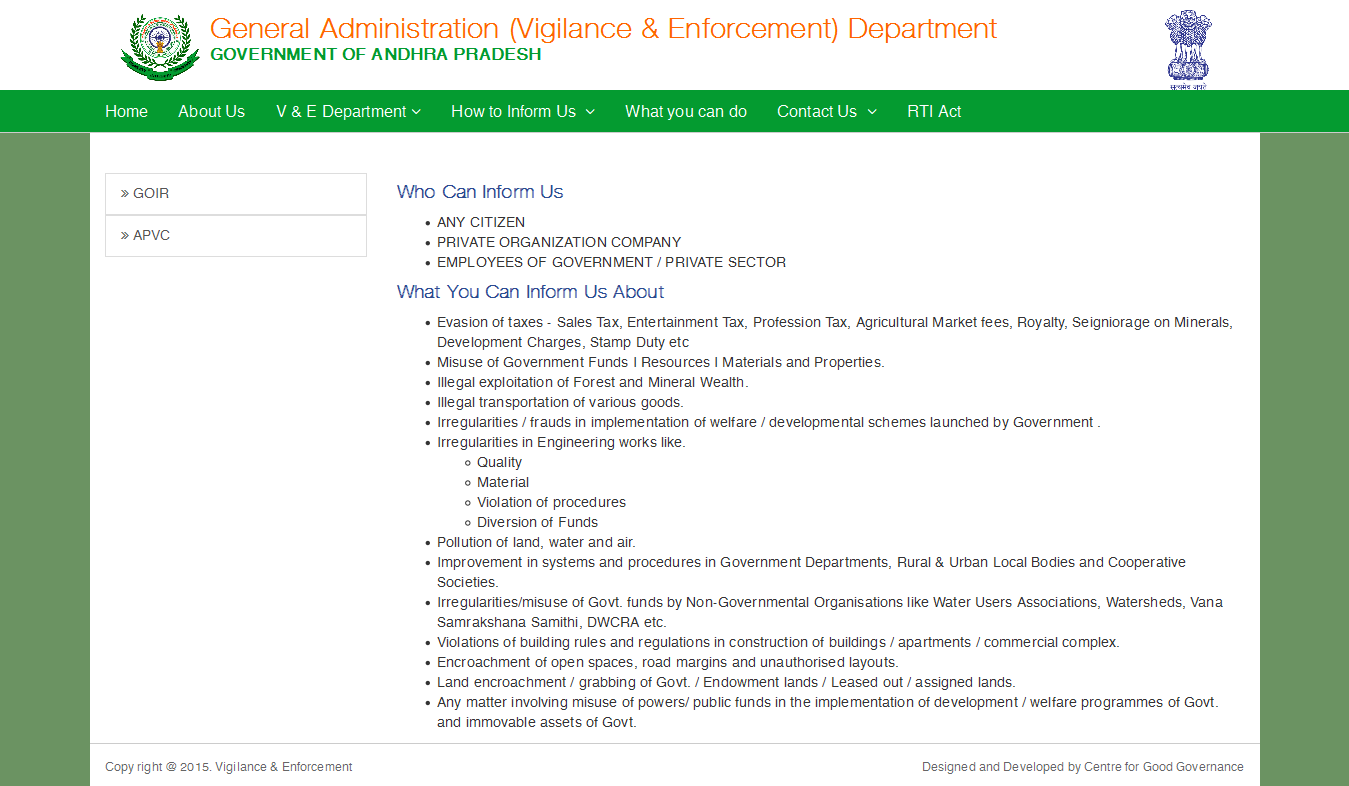 General Administration (Vigilance & Enforcement) Department
GOVERNMENT OF ANDHRA PRADESH
सत्यमेव जयते
Home About Us V & E Department How to Inform Us What you can do Contact Us RTI Act
» GOIR
» APVC
Who Can Inform Us
• ANY CITIZEN
• PRIVATE ORGANIZATION COMPANY
• EMPLOYEES OF GOVERNMENT / PRIVATE SECTOR
What You Can Inform Us About
• Evasion of taxes - Sales Tax, Entertainment Tax, Profession Tax, Agricultural Market fees, Royalty, Seigniorage on Minerals,
Development Charges, Stamp Duty etc
• Misuse of Government Funds I Resources I Materials and Properties.
• Illegal exploitation of Forest and Mineral Wealth.
• Illegal transportation of various goods.
• Irregularities / frauds in implementation of welfare / developmental schemes launched by Government .
• Irregularities in Engineering works like.
◦ Quality
◦ Material
◦ Violation of procedures
◦ Diversion of Funds
• Pollution of land, water and air.
• Improvement in systems and procedures in Government Departments, Rural & Urban Local Bodies and Cooperative
Societies.
• Irregularities/misuse of Govt. funds by Non-Governmental Organisations like Water Users Associations, Watersheds, Vana
Samrakshana Samithi, DWCRA etc.
• Violations of building rules and regulations in construction of buildings / apartments / commercial complex.
• Encroachment of open spaces, road margins and unauthorised layouts.
• Land encroachment / grabbing of Govt. / Endowment lands / Leased out / assigned lands.
• Any matter involving misuse of powers/ public funds in the implementation of development / welfare programmes of Govt.
and immovable assets of Govt.
Copy right @ 2015. Vigilance & Enforcement
Designed and Developed by Centre for Good Governance